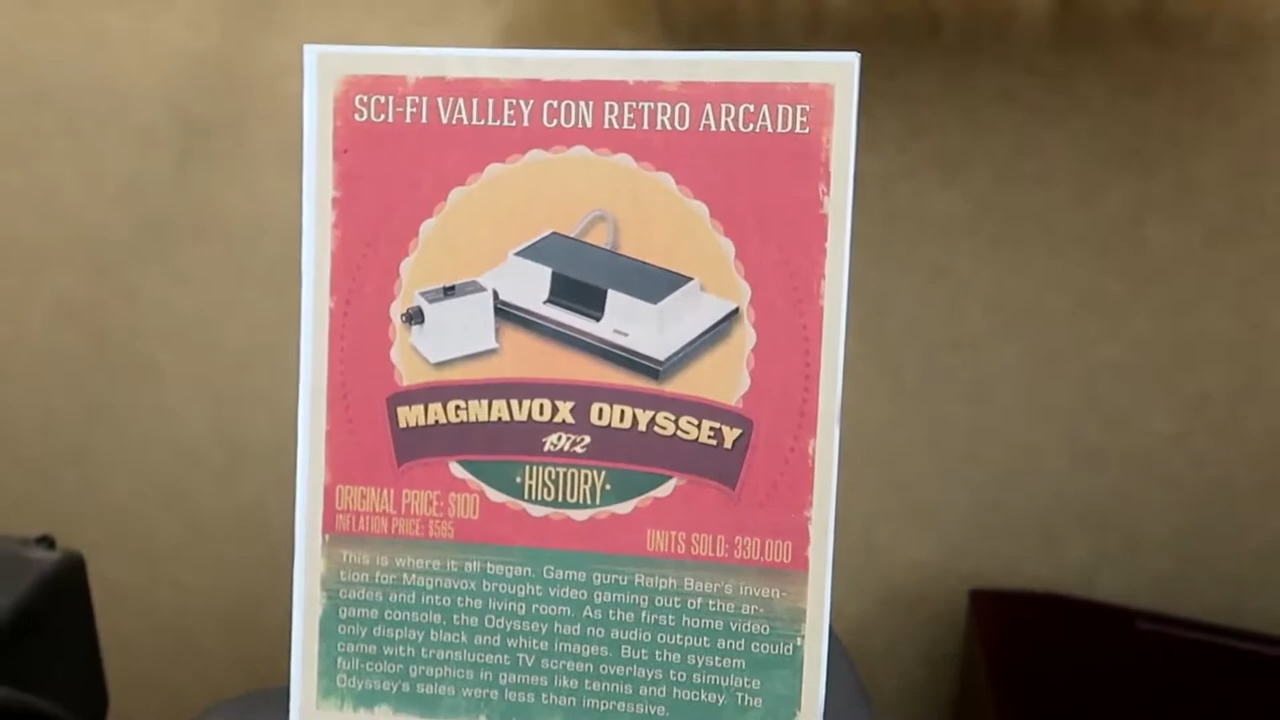 SCI-FI VALLEY CON RETRO ARCADE
MAGNAVOX ODYSSEY
1972
·HISTORY·
ORIGINAL PRICE: $100
INFLATION PRICE: $565
UNITS SOLD: 330,000
This is where it all began. Game guru Ralph Baer's inven-
tion for Magnavox brought video gaming out of the ar-
cades and into the living room. As the first home video
game console, the Odyssey had no audio output and could
only display black and white images. But the system
came with translucent TV screen overlays to simulate
full-color graphics in games like tennis and hockey. The
Odyssey's sales were less than impressive.